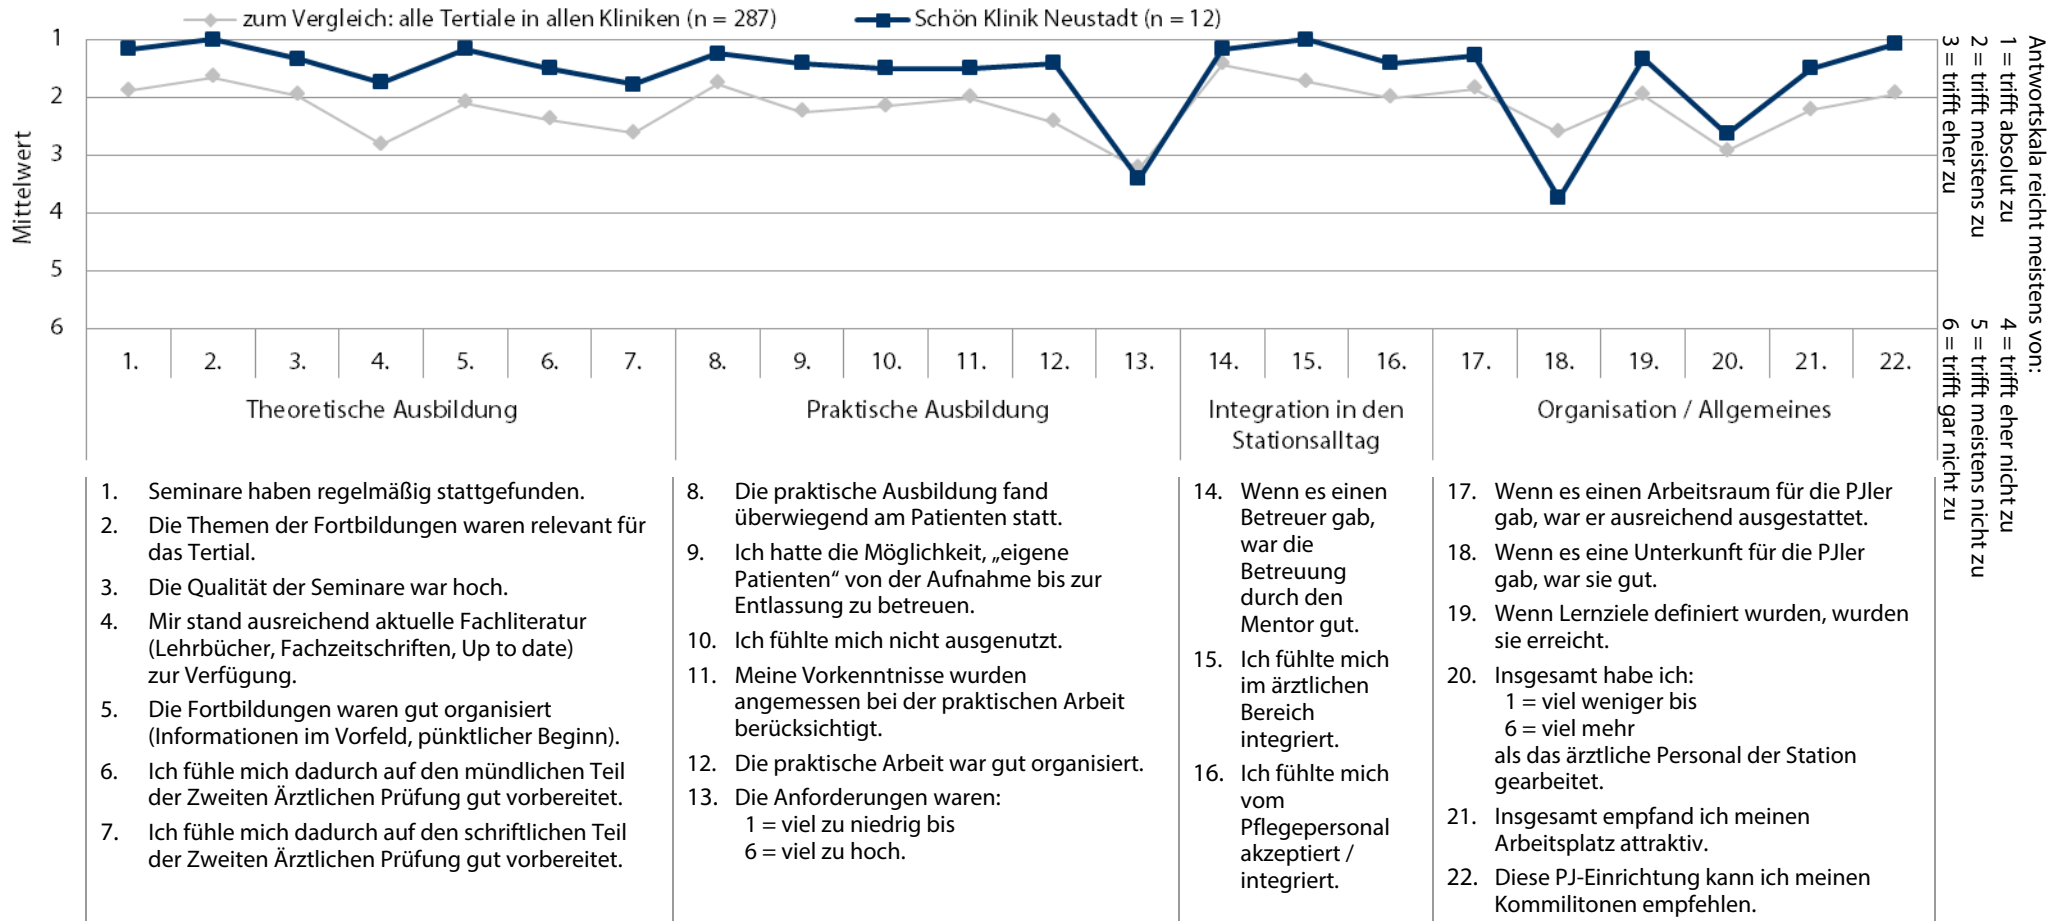 zum Vergleich: alle Tertiale in allen Kliniken (n = 287)
Schön Klinik Neustadt (n = 12)
Mittelwert
1
2
3
4
5
6
1.
2.
3.
4.
5.
6.
7.
8.
9.
10.
11.
12.
13.
14.
15.
16.
17.
18.
19.
20.
21.
22.
Theoretische Ausbildung
Praktische Ausbildung
Integration in den
Stationsalltag
Organisation / Allgemeines
Antwortskala reicht meistens von:
1 = trifft absolut zu
2 = trifft meistens zu
3 = trifft eher zu
4 = trifft eher nicht zu
5 = trifft meistens nicht zu
6 = trifft gar nicht zu
1. Seminare haben regelmäßig stattgefunden.
2. Die Themen der Fortbildungen waren relevant für
das Tertial.
3. Die Qualität der Seminare war hoch.
4. Mir stand ausreichend aktuelle Fachliteratur
(Lehrbücher, Fachzeitschriften, Up to date)
zur Verfügung.
5. Die Fortbildungen waren gut organisiert
(Informationen im Vorfeld, pünktlicher Beginn).
6. Ich fühle mich dadurch auf den mündlichen Teil
der Zweiten Ärztlichen Prüfung gut vorbereitet.
7. Ich fühle mich dadurch auf den schriftlichen Teil
der Zweiten Ärztlichen Prüfung gut vorbereitet.
8. Die praktische Ausbildung fand
überwiegend am Patienten statt.
9. Ich hatte die Möglichkeit, „eigene
Patienten“ von der Aufnahme bis zur
Entlassung zu betreuen.
10. Ich fühlte mich nicht ausgenutzt.
11. Meine Vorkenntnisse wurden
angemessen bei der praktischen Arbeit
berücksichtigt.
12. Die praktische Arbeit war gut organisiert.
13. Die Anforderungen waren:
1 = viel zu niedrig bis
6 = viel zu hoch.
14. Wenn es einen
Betreuer gab,
war die
Betreuung
durch den
Mentor gut.
15. Ich fühlte mich
im ärztlichen
Bereich
integriert.
16. Ich fühlte mich
vom
Pflegepersonal
akzeptiert /
integriert.
17. Wenn es einen Arbeitsraum für die PJler
gab, war er ausreichend ausgestattet.
18. Wenn es eine Unterkunft für die PJler
gab, war sie gut.
19. Wenn Lernziele definiert wurden, wurden
sie erreicht.
20. Insgesamt habe ich:
1 = viel weniger bis
6 = viel mehr
als das ärztliche Personal der Station
gearbeitet.
21. Insgesamt empfand ich meinen
Arbeitsplatz attraktiv.
22. Diese PJ-Einrichtung kann ich meinen
Kommilitonen empfehlen.